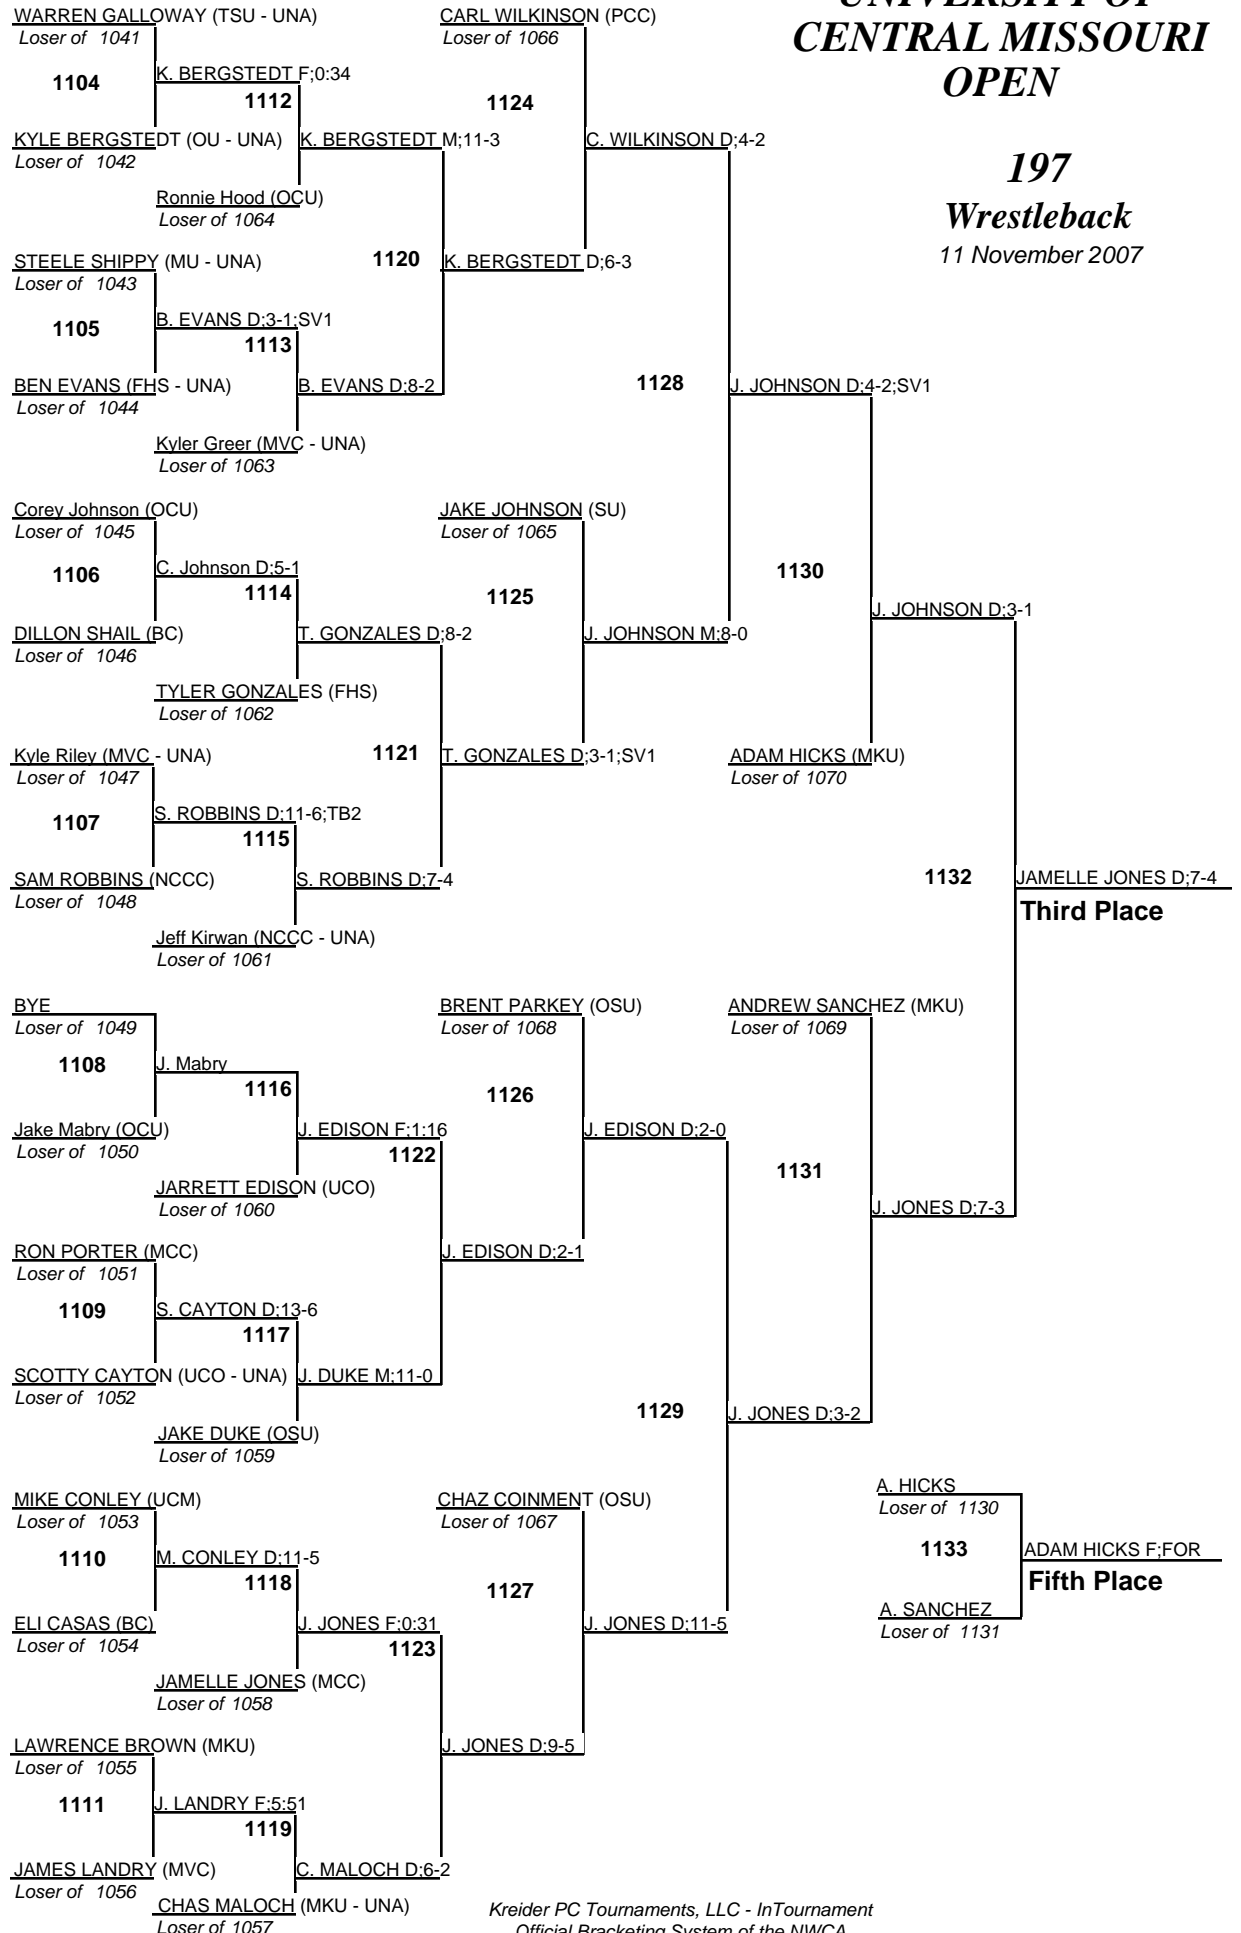 UNIVERSITY OF
CENTRAL MISSOURI
OPEN
197
Wrestleback
11 November 2007
WARREN GALLOWAY (TSU - UNA)
Loser of 1041
1104
K. BERGSTEDT F;0:34
KYLE BERGSTEDT (OU - UNA)
Loser of 1042
1112
K. BERGSTEDT M;11-3
Ronnie Hood (OCU)
Loser of 1064
STEELE SHIPPY (MU - UNA)
Loser of 1043
1105
B. EVANS D;3-1;SV1
BEN EVANS (FHS - UNA)
Loser of 1044
1113
B. EVANS D;8-2
Kyler Greer (MVC - UNA)
Loser of 1063
1120
K. BERGSTEDT D;6-3
CARL WILKINSON (PCC)
Loser of 1066
1124
C. WILKINSON D;4-2
Corey Johnson (OCU)
Loser of 1045
1106
C. Johnson D;5-1
DILLON SHAIL (BC)
Loser of 1046
1114
T. GONZALES D;8-2
TYLER GONZALES (FHS)
Loser of 1062
Kyle Riley (MVC - UNA)
Loser of 1047
1107
S. ROBBINS D;11-6;TB2
SAM ROBBINS (NCCC)
Loser of 1048
1115
S. ROBBINS D;7-4
Jeff Kirwan (NCCC - UNA)
Loser of 1061
1121
T. GONZALES D;3-1;SV1
JAKE JOHNSON (SU)
Loser of 1065
1125
J. JOHNSON M;8-0
1128
J. JOHNSON D;4-2;SV1
1130
ADAM HICKS (MKU)
Loser of 1070
J. JOHNSON D;3-1
BYE
Loser of 1049
1108
J. Mabry
Jake Mabry (OCU)
Loser of 1050
1116
J. EDISON F;1:16
JARRETT EDISON (UCO)
Loser of 1060
RON PORTER (MCC)
Loser of 1051
1109
S. CAYTON D;13-6
SCOTTY CAYTON (UCO - UNA)
Loser of 1052
1117
J. DUKE M;11-0
JAKE DUKE (OSU)
Loser of 1059
1122
J. EDISON D;2-1
BRENT PARKEY (OSU)
Loser of 1068
1126
J. EDISON D;2-0
MIKE CONLEY (UCM)
Loser of 1053
1110
M. CONLEY D;11-5
ELI CASAS (BC)
Loser of 1054
1118
J. JONES F;0:31
JAMELLE JONES (MCC)
Loser of 1058
LAWRENCE BROWN (MKU)
Loser of 1055
1111
J. LANDRY F;5:51
JAMES LANDRY (MVC)
Loser of 1056
1119
C. MALOCH D;6-2
CHAS MALOCH (MKU - UNA)
Loser of 1057
1123
J. JONES D;9-5
CHAZ COINMENT (OSU)
Loser of 1067
1127
J. JONES D;11-5
1129
J. JONES D;3-2
ANDREW SANCHEZ (MKU)
Loser of 1069
1131
J. JONES D;7-3
1132
JAMELLE JONES D;7-4
Third Place
A. HICKS
Loser of 1130
1133
ADAM HICKS F;FOR
Fifth Place
A. SANCHEZ
Loser of 1131
Kreider PC Tournaments, LLC - InTournament
Official Bracketing System of the NWCA